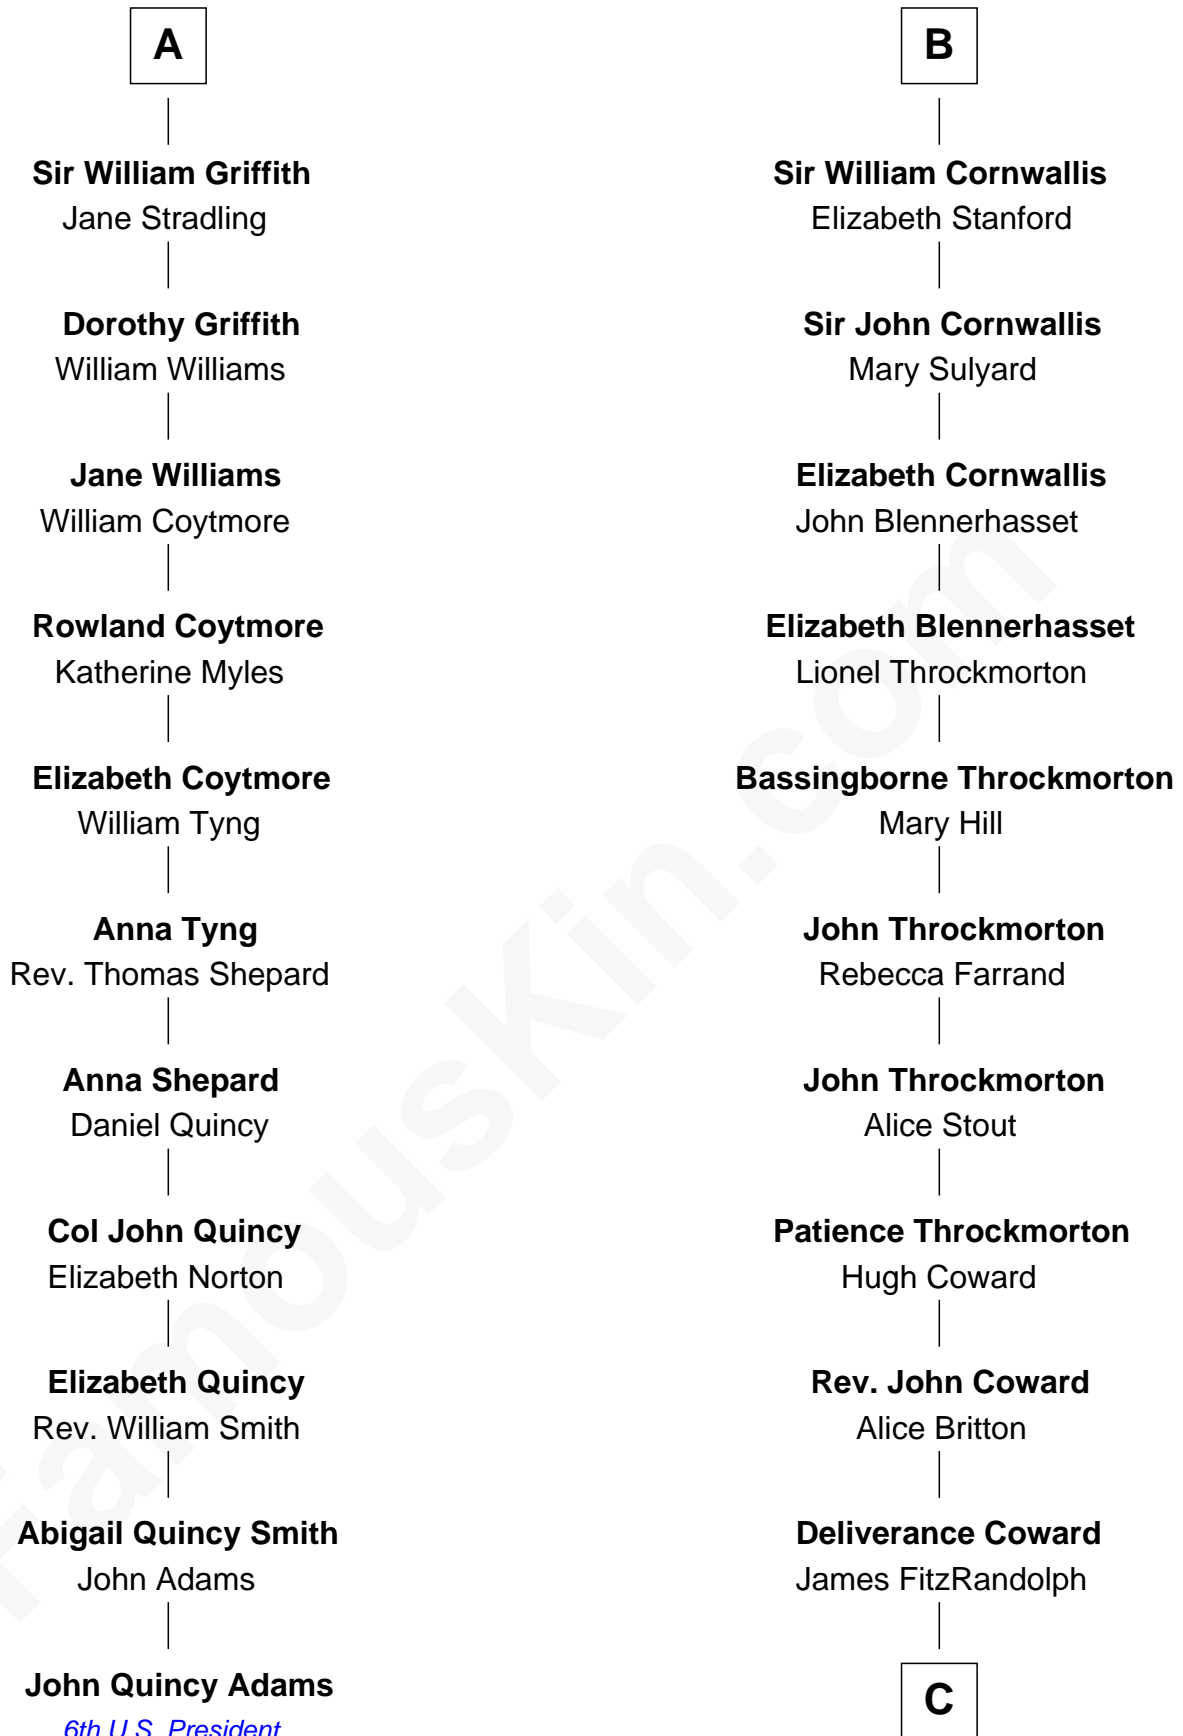 A
Sir William Griffith
Jane Stradling
Dorothy Griffith
William Williams
Jane Williams
William Coytmore
Rowland Coytmore
Katherine Myles
Elizabeth Coytmore
William Tyng
Anna Tyng
Rev. Thomas Shepard
Anna Shepard
Daniel Quincy
Col John Quincy
Elizabeth Norton
Elizabeth Quincy
Rev. William Smith
Abigail Quincy Smith
John Adams
John Quincy Adams
6th U.S. President
B
Sir William Cornwallis
Elizabeth Stanford
Sir John Cornwallis
Mary Sulyard
Elizabeth Cornwallis
John Blennerhasset
Elizabeth Blennerhasset
Lionel Throckmorton
Bassingborne Throckmorton
Mary Hill
John Throckmorton
Rebecca Farrand
John Throckmorton
Alice Stout
Patience Throckmorton
Hugh Coward
Rev. John Coward
Alice Britton
Deliverance Coward
James FitzRandolph
C
FamousKin.com